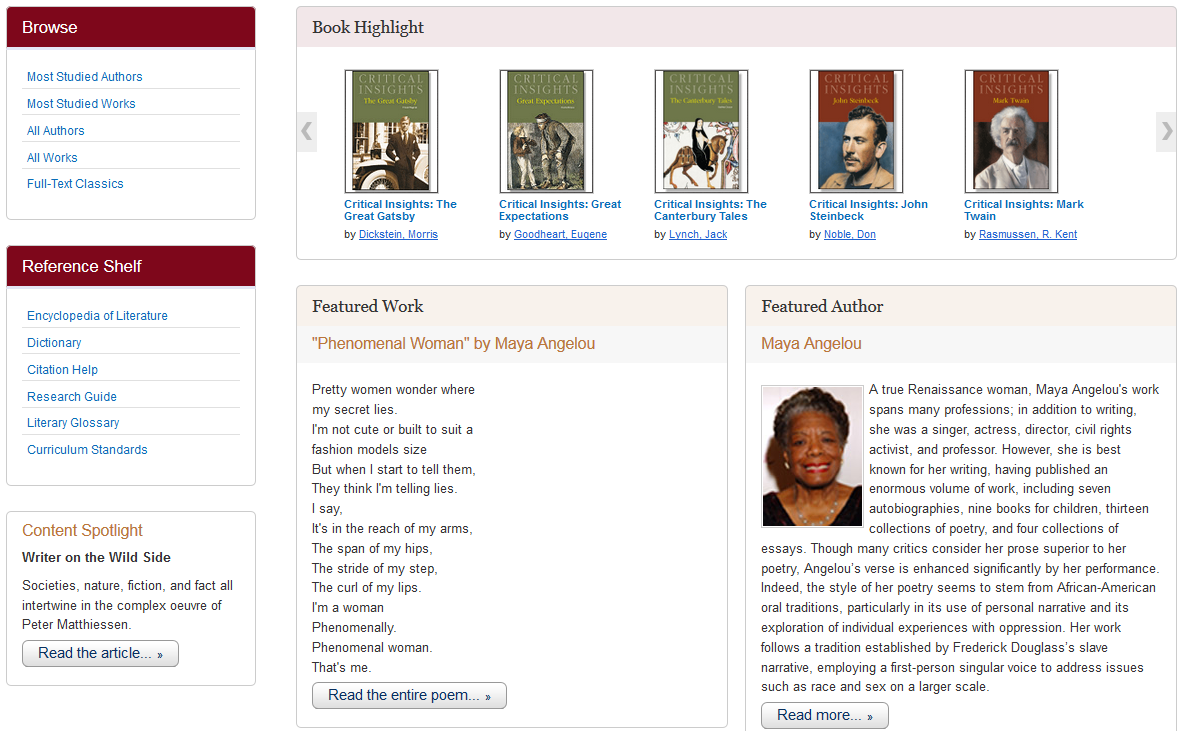 Browse
Most Studied Authors
Most Studied Works
All Authors
All Works
Full-Text Classics
Reference Shelf
Encyclopedia of Literature
Dictionary
Citation Help
Research Guide
Literary Glossary
Curriculum Standards
Content Spotlight
Writer on the Wild Side
Societies, nature, fiction, and fact all
intertwine in the complex oeuvre of
Peter Matthiessen.
Read the article... »
Book Highlight
CRITICAL
INSIGHTS
The Great Gatsby
CRITICAL
INSIGHTS
Great Expectations
CRITICAL
INSIGHTS
The Canterbury Tales
CRITICAL
INSIGHTS
John Steinbeck
CRITICAL
INSIGHTS
Mark Twain
Critical Insights: The
Great Gatsby
by Dickstein, Morris
Critical Insights: Great
Expectations
by Goodheart, Eugene
Critical Insights: The
Canterbury Tales
by Lynch, Jack
Critical Insights: John
Steinbeck
by Noble, Don
Critical Insights: Mark
Twain
by Rasmussen, R. Kent
Featured Work
"Phenomenal Woman" by Maya Angelou
Pretty women wonder where
my secret lies.
I'm not cute or built to suit a
fashion models size
But when I start to tell them,
They think I'm telling lies.
I say,
It's in the reach of my arms,
The span of my hips,
The stride of my step,
The curl of my lips.
I'm a woman
Phenomenally.
Phenomenal woman.
That's me.
Read the entire poem... »
Featured Author
Maya Angelou
A true Renaissance woman, Maya Angelou's work
spans many professions; in addition to writing,
she was a singer, actress, director, civil rights
activist, and professor. However, she is best
known for her writing, having published an
enormous volume of work, including seven
autobiographies, nine books for children, thirteen
collections of poetry, and four collections of
essays. Though many critics consider her prose superior to her
poetry, Angelou's verse is enhanced significantly by her performance.
Indeed, the style of her poetry seems to stem from African-American
oral traditions, particularly in its use of personal narrative and its
exploration of individual experiences with oppression. Her work
follows a tradition established by Frederick Douglass's slave
narrative, employing a first-person singular voice to address issues
such as race and sex on a larger scale.
Read more... »